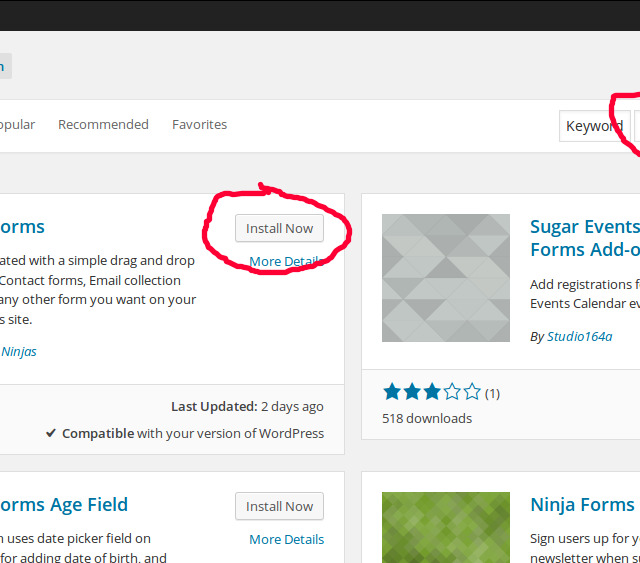 Recommended
Favorites
Keyword
orms
Install Now
ated with a simple drag and drop
Contact forms, Email collection
any other form you want on your
s site.
More Details
Ninjas
Last Updated: 2 days ago
Compatible with your version of WordPress
Sugar Events
Forms Add-o
Add registrations f
Events Calendar ev
By Studio164a
(1)
518 downloads
orms Age Field
Install Now
n uses date picker field on
for adding date of birth, and
More Details
Ninja Forms
Sign users up for y
newsletter when su